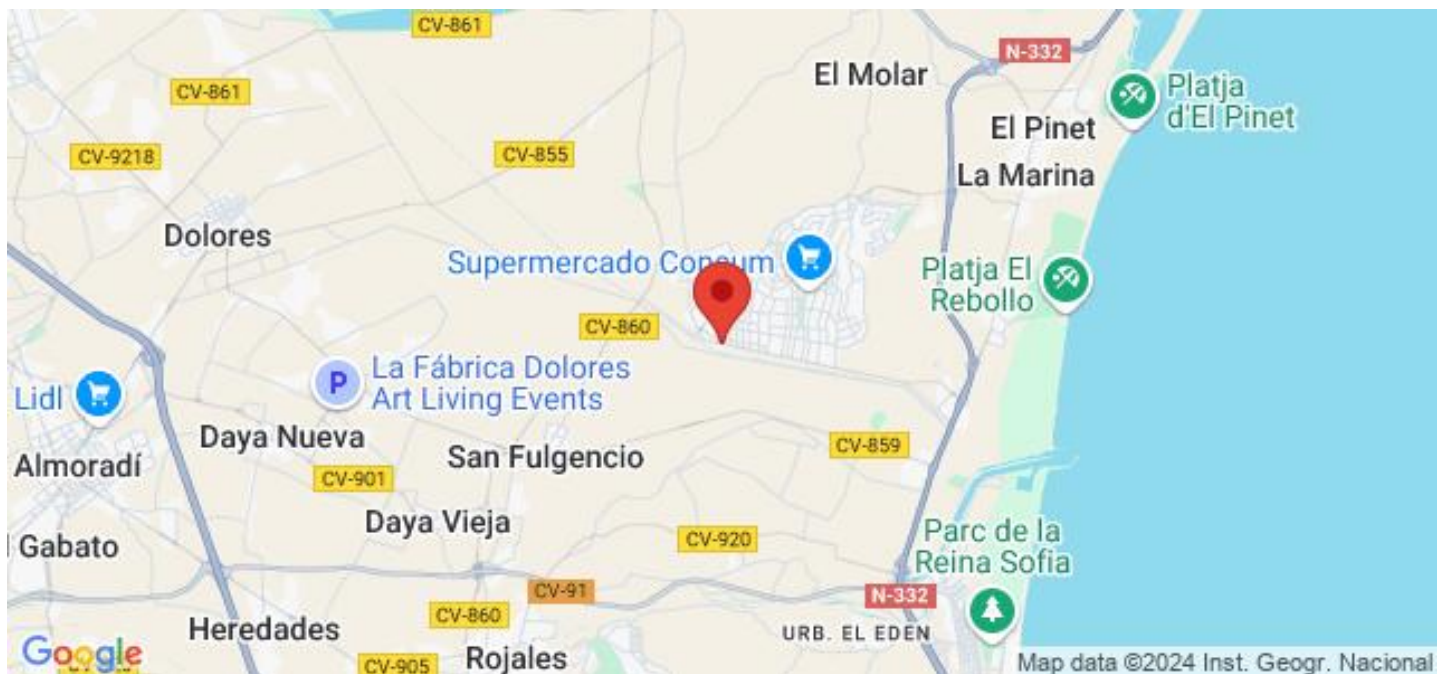 CV-861
N-332
El Molar
CV-861
Platja
d'El Pinet
El Pinet
CV-9218
CV-855
La Marina
Dolores
Supermercado Consum
Platja El
Rebollo
CV-860
La Fábrica Dolores
Art Living Events
P
Lidl
Daya Nueva
CV-859
San Fulgencio
Almoradí
CV-901
Daya Vieja
Parc de la
Reina Sofia
CV-920
Gabato
CV-91
N-332
CV-860
Heredades
URB. EL EDEN
Google
CV-905
Rojales
Map data ©2024 Inst. Geogr. Nacional